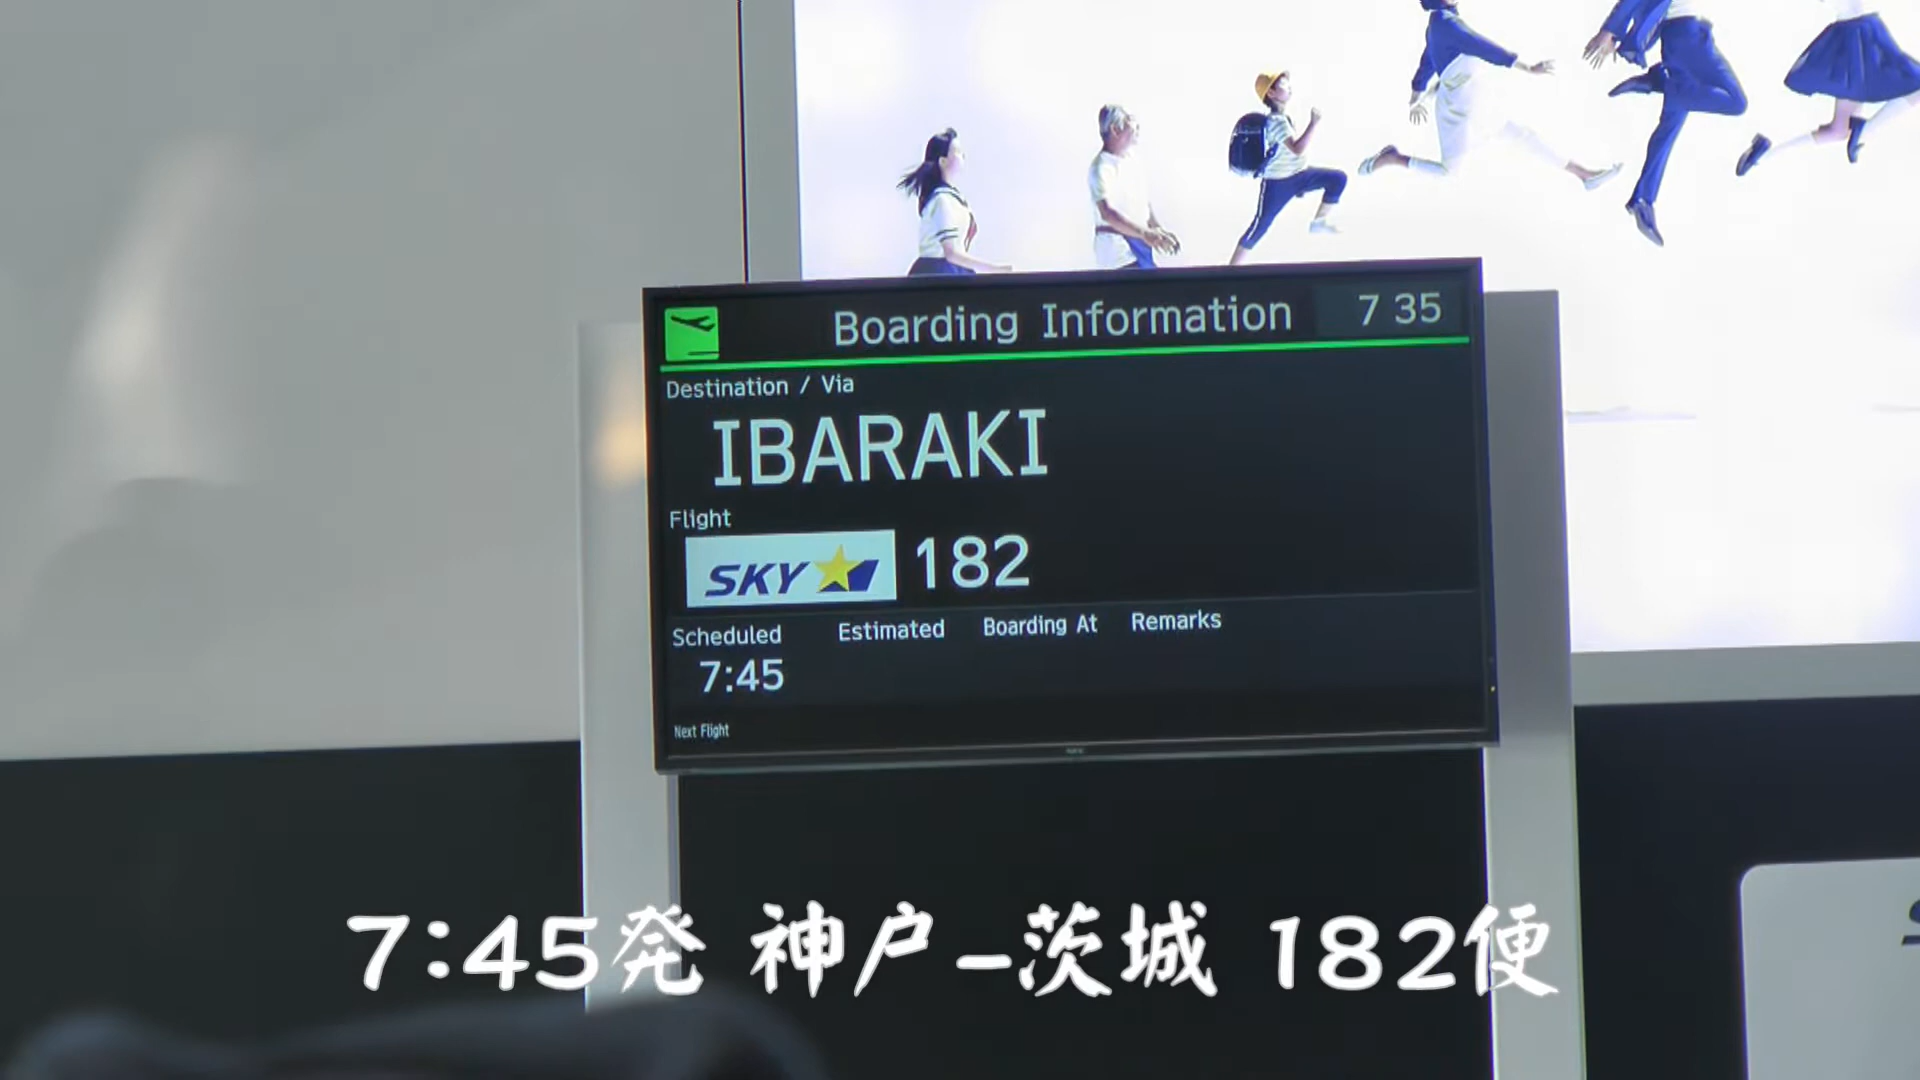 Boarding Information 7 35
Destination / Via
IBARAKI
Flight
SKY 182
Scheduled Estimated Boarding At Remarks
7:45
Next Flight
7:45発 神戸-茨城 182便